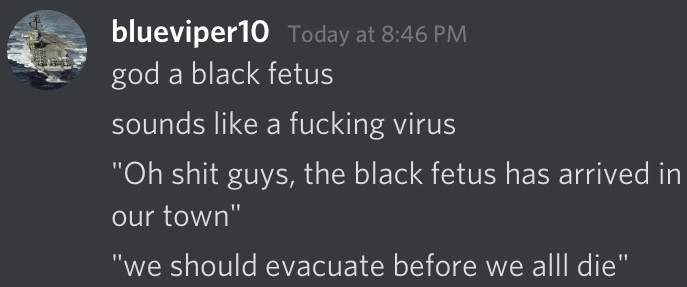 blueviper10 Today at 8:46 PM
god a black fetus
sounds like a fucking virus
"Oh shit guys, the black fetus has arrived in
our town"
"we should evacuate before we alll die"